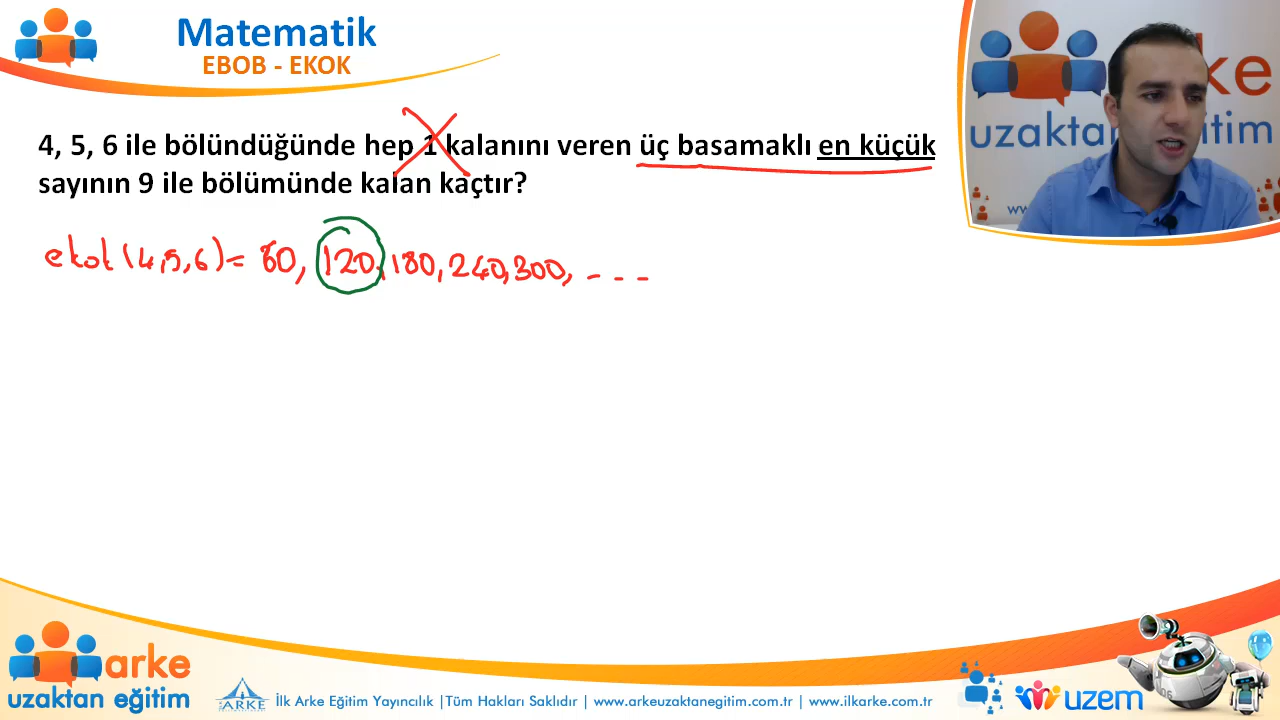 Matematik
EBOB - EKOK
4, 5, 6 ile bölündüğünde hep 1 kalanını veren üç basamaklı en küçük
sayının 9 ile bölümünde kalan kaçtır?
ekok (4,5,6) = 60, 120, 180, 240, 300, - - - -
rke
uzaktan eğitim
www
arke
uzaktan eğitim
ARKE
İlk Arke Eğitim Yayıncılık |Tüm Hakları Saklıdır | www.arkeuzaktanegitim.com.tr | www.ilkarke.com.tr
uzem